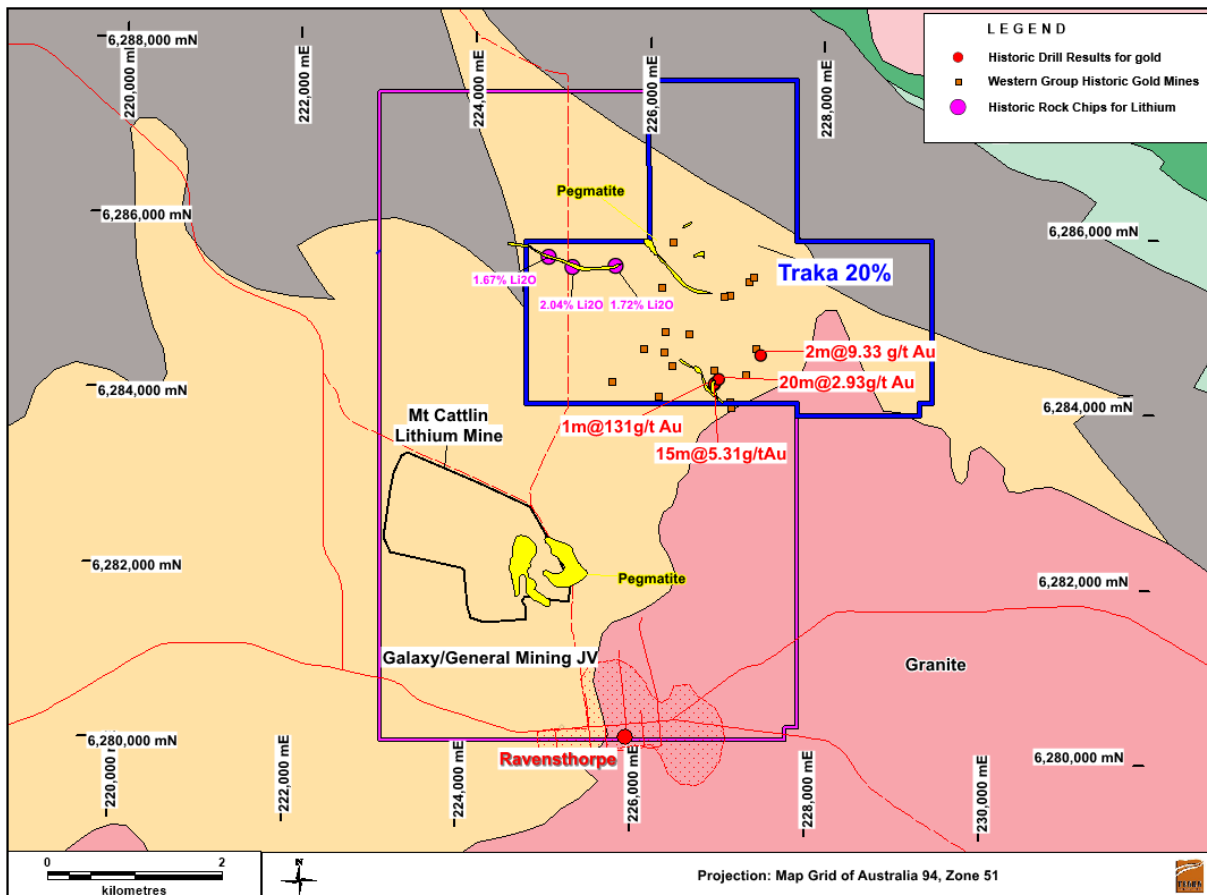 6,288,000 mN
220,000 mE
222,000 mE
224,000 mE
226,000 mE
228,000 mE
LEGEND
Historic Drill Results for gold
Western Group Historic Gold Mines
Historic Rock Chips for Lithium
6,286,000 mN
Pegmatite
6,286,000 mN
Traka 20%
1.67% Li2O
2.04% Li2O
1.72% Li2O
2m@9.33 g/t Au
20m@2.93g/t Au
6,284,000 mN
6,284,000 mN
1m@131g/t Au
15m@5.31g/tAu
Mt Cattlin
Lithium Mine
6,282,000 mN
Pegmatite
6,282,000 mN
Galaxy/General Mining JV
Granite
6,280,000 mN
Ravensthorpe
6,280,000 mN
220,000 mE
222,000 mE
224,000 mE
226,000 mE
228,000 mE
230,000 mE
0 2
kilometres
N
Projection: Map Grid of Australia 94, Zone 51